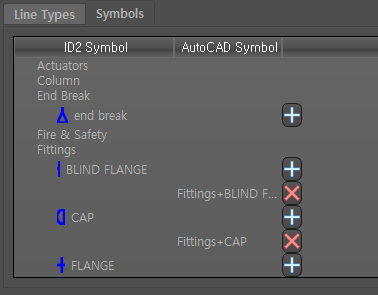 Line Types Symbols
ID2 Symbol AutoCAD Symbol
Actuators
Column
End Break
end break
Fire & Safety
Fittings
BLIND FLANGE
Fittings+BLIND F...
CAP
Fittings+CAP
FLANGE